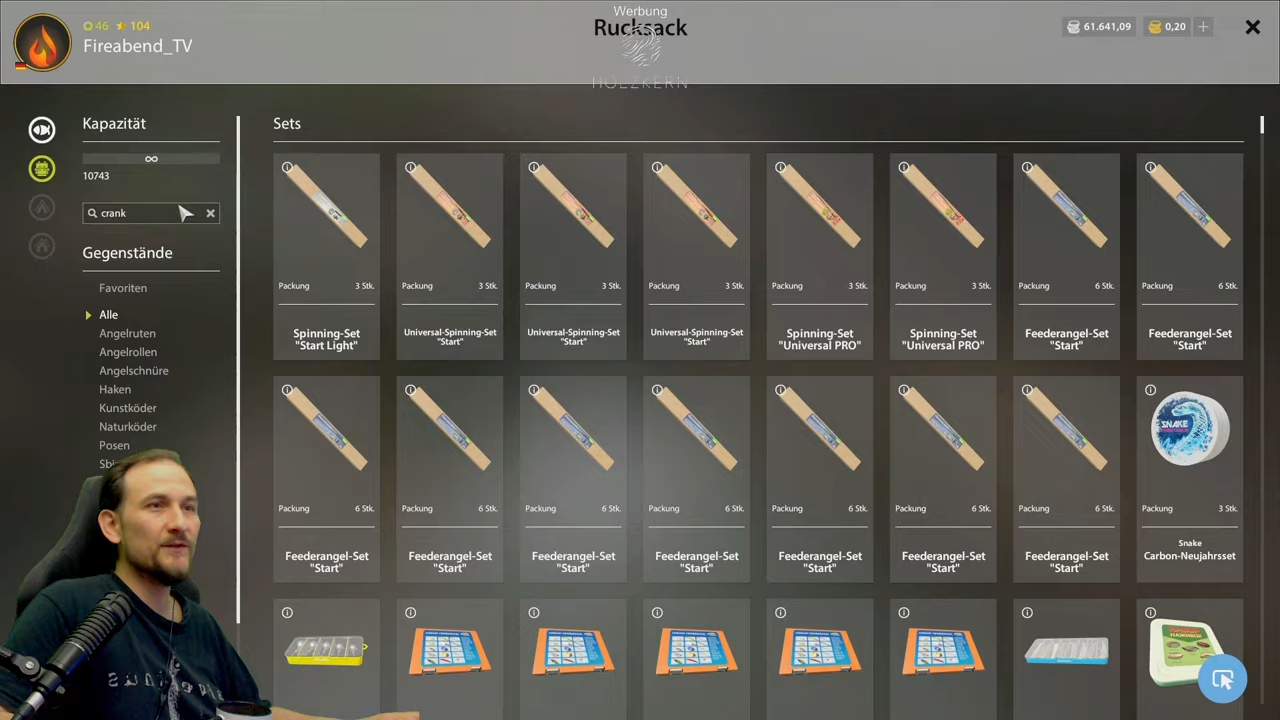 46 104
Fireabend_TV
Werbung
Rucksack
HOLZKERN
61.641,09
0,20
Kapazität
∞
10743
crank
Gegenstände
Favoriten
Alle
Angelruten
Angelrollen
Angelschnüre
Haken
Kunstköder
Naturköder
Posen
Sets
Packung 3 Stk.
Spinning-Set
"Start Light"
Packung 3 Stk.
Universal-Spinning-Set
"Start"
Packung 3 Stk.
Universal-Spinning-Set
"Start"
Packung 3 Stk.
Universal-Spinning-Set
"Start"
Packung 3 Stk.
Spinning-Set
"Universal PRO"
Packung 3 Stk.
Spinning-Set
"Universal PRO"
Packung 6 Stk.
Feederangel-Set
"Start"
Packung 6 Stk.
Feederangel-Set
"Start"
Packung 6 Stk.
Feederangel-Set
"Start"
Packung 6 Stk.
Feederangel-Set
"Start"
Packung 6 Stk.
Feederangel-Set
"Start"
Packung 6 Stk.
Feederangel-Set
"Start"
Packung 6 Stk.
Feederangel-Set
"Start"
Packung 6 Stk.
Feederangel-Set
"Start"
Packung 6 Stk.
Feederangel-Set
"Start"
SNAKE
Packung 3 Stk.
Snake
Carbon-Neujahrsset